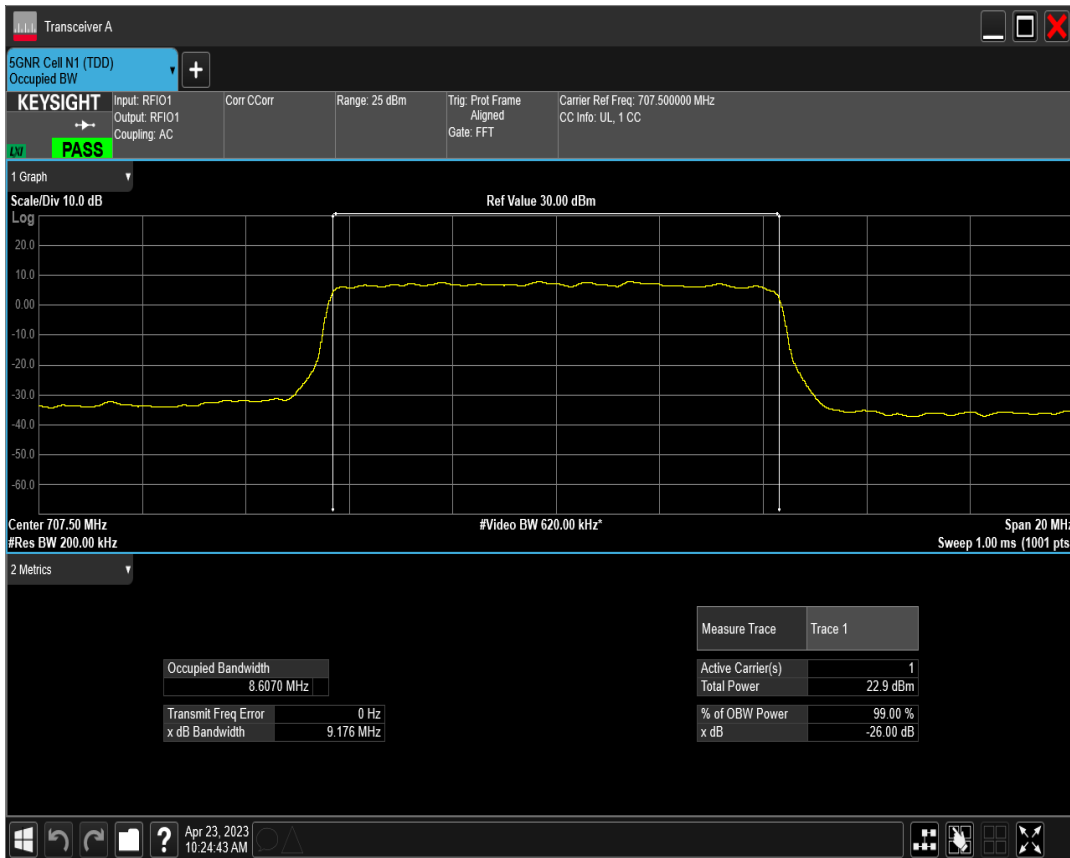 Transceiver A
5GNR Cell N1 (TDD)
Occupied BW
+
KEYSIGHT
LXI
PASS
Input: RFIO1
Output: RFIO1
Coupling: AC
Corr CCorr
Range: 25 dBm
Trig: Prot Frame
Aligned
Gate: FFT
Carrier Ref Freq: 707.500000 MHz
CC Info: UL, 1 CC
1 Graph
Scale/Div 10.0 dB
Ref Value 30.00 dBm
Log
20.0
10.0
0.00
-10.0
-20.0
-30.0
-40.0
-50.0
-60.0
Center 707.50 MHz
#Video BW 620.00 kHz*
Span 20 MHz
#Res BW 200.00 kHz
Sweep 1.00 ms (1001 pts
2 Metrics
Measure Trace Trace 1
Occupied Bandwidth
8.6070 MHz
Active Carrier(s) 1
Total Power 22.9 dBm
Transmit Freq Error 0 Hz
x dB Bandwidth 9.176 MHz
% of OBW Power 99.00 %
x dB -26.00 dB
?
Apr 23, 2023
10:24:43 AM